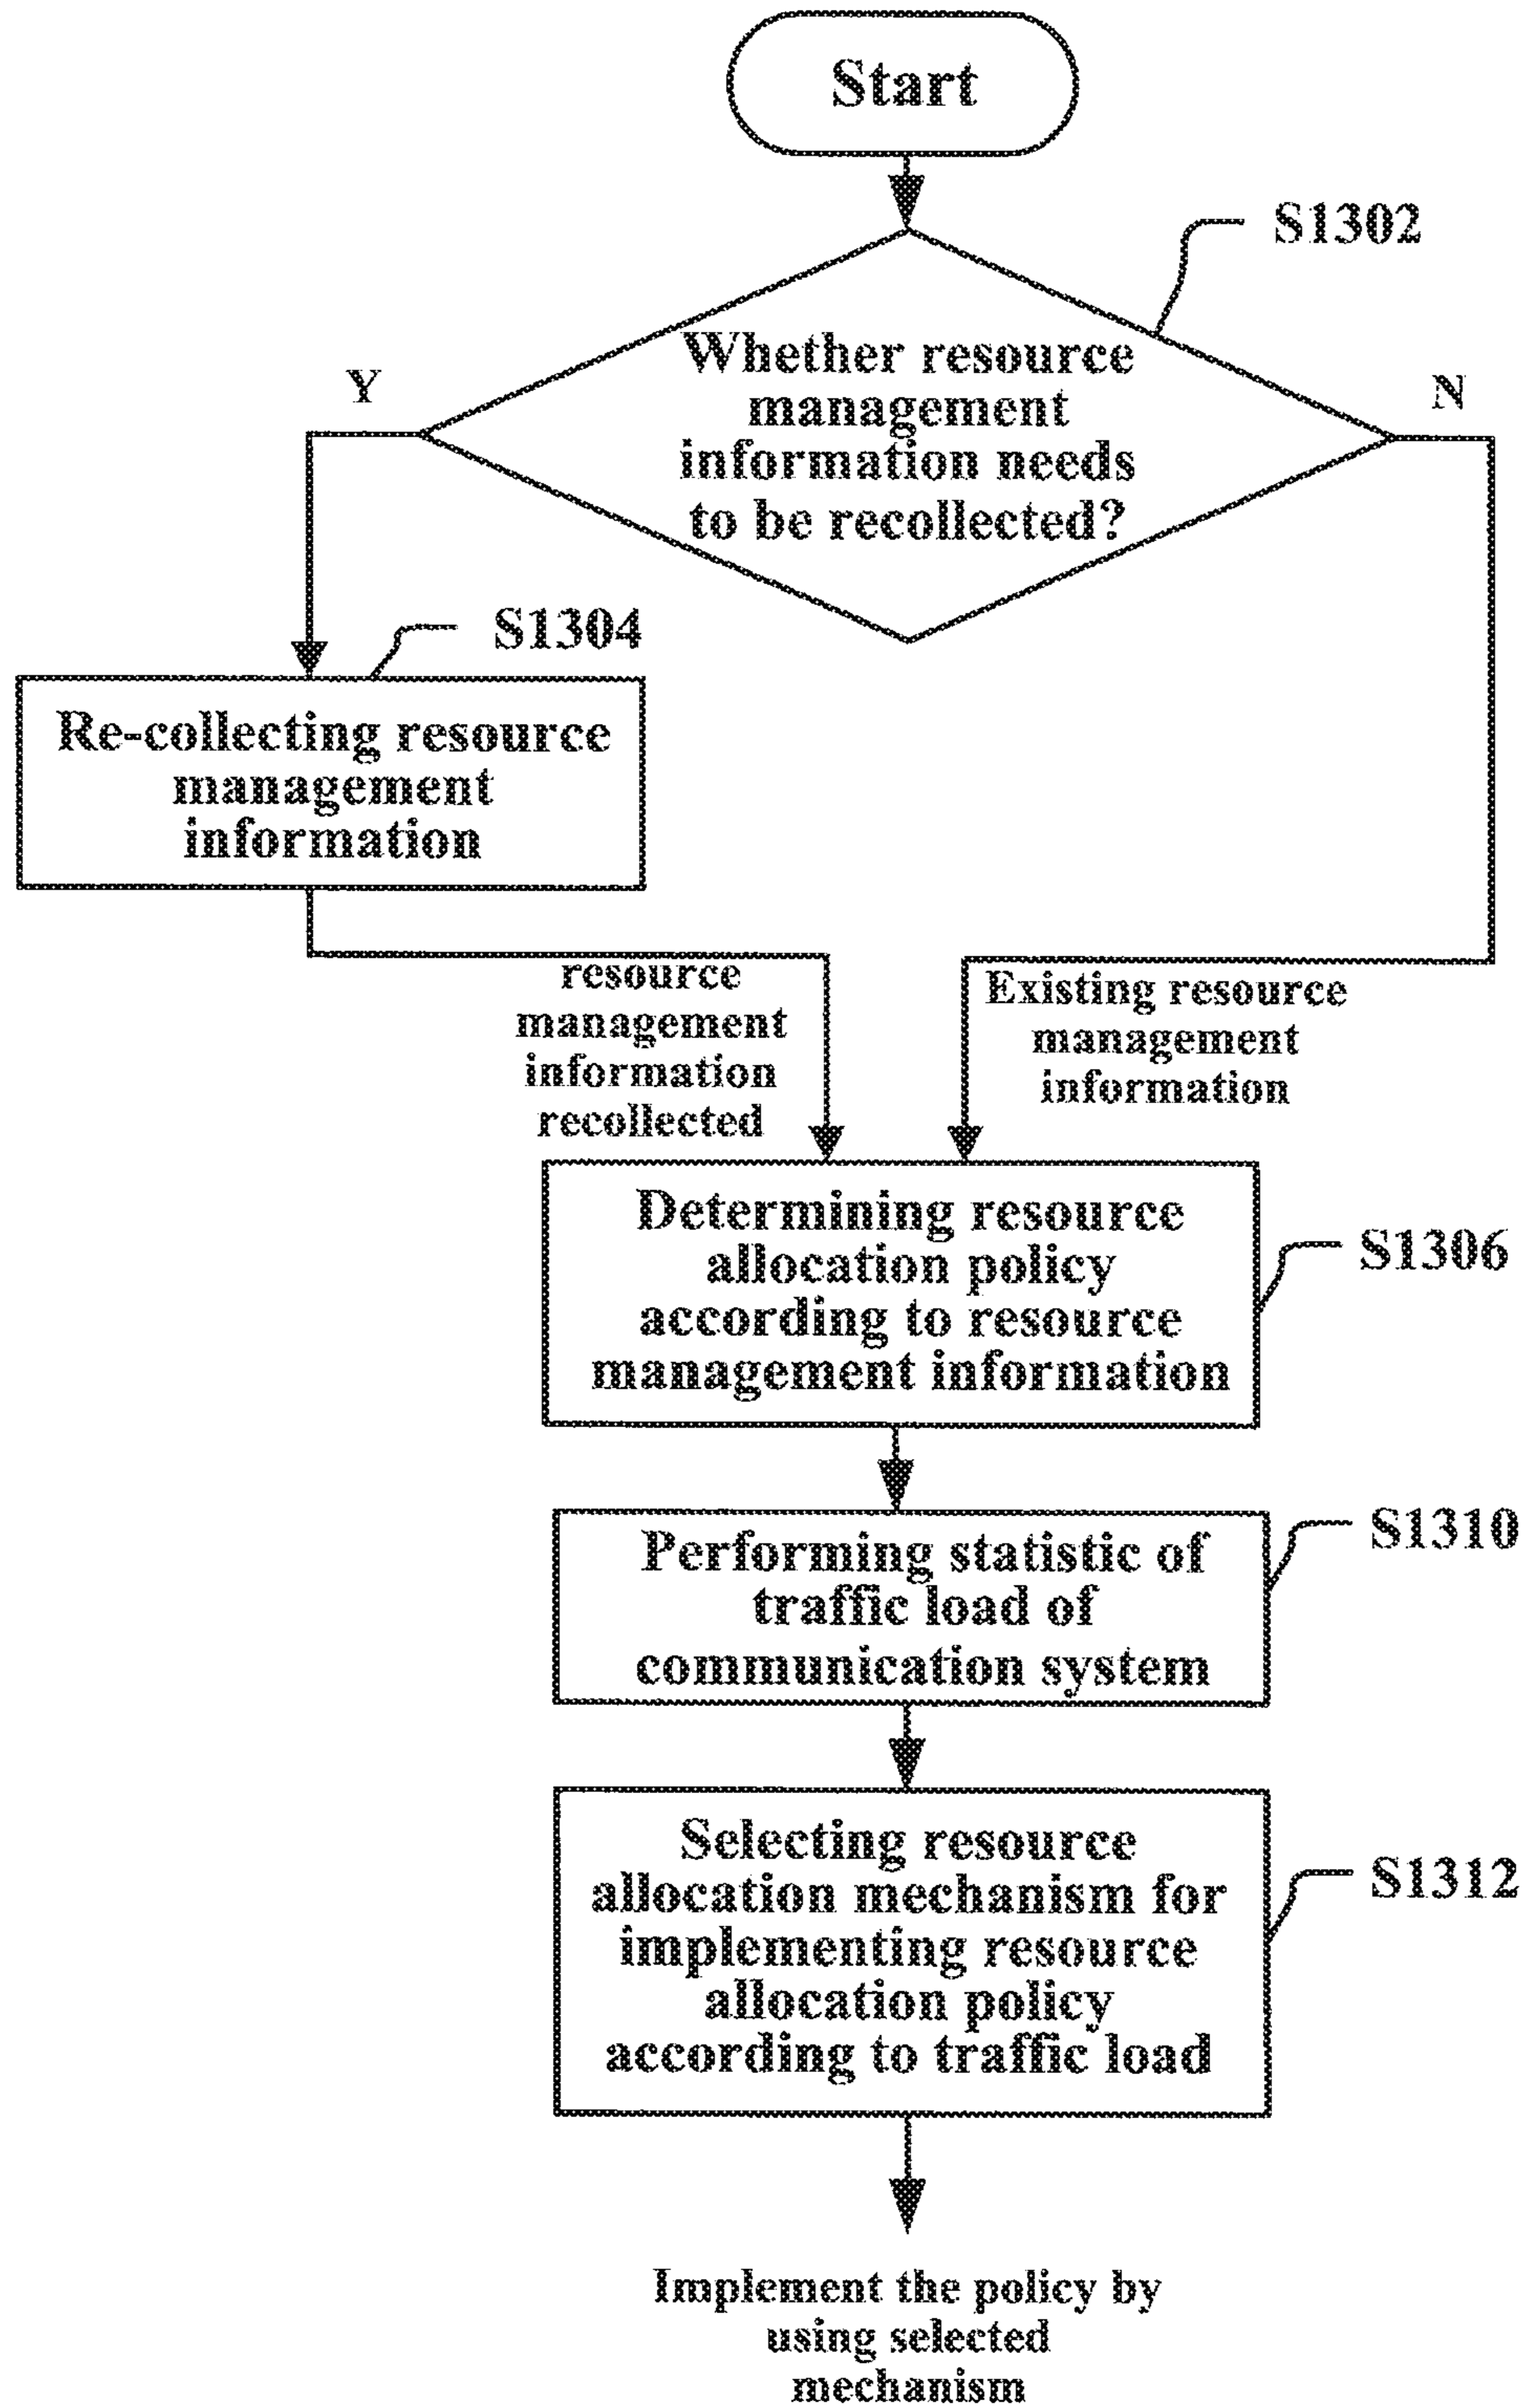 Start
S1302
Whether resource
management
information needs
to be recollected?
Y
N
S1304
Re-collecting resource
management
information
resource
management
information
recollected
Existing resource
management
information
Determining resource
allocation policy
according to resource
management information
S1306
Performing statistic of
traffic load of
communication system
S1310
Selecting resource
allocation mechanism for
implementing resource
allocation policy
according to traffic load
S1312
Implement the policy by
using selected
mechanism